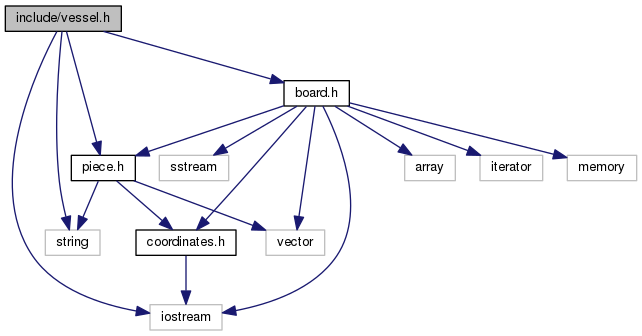 include/vessel.h
board.h
piece.h
sstream
array
iterator
memory
string
coordinates.h
vector
iostream